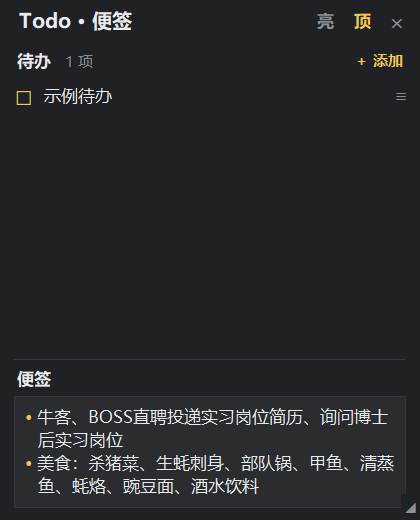 Todo • 便签 亮 顶 ×
待办 1 项 + 添加
示例待办 ≡
便签
• 牛客、BOSS直聘投递实习岗位简历、询问博士
后实习岗位
• 美食：杀猪菜、生蚝刺身、部队锅、甲鱼、清蒸
鱼、蚝烙、豌豆面、酒水饮料